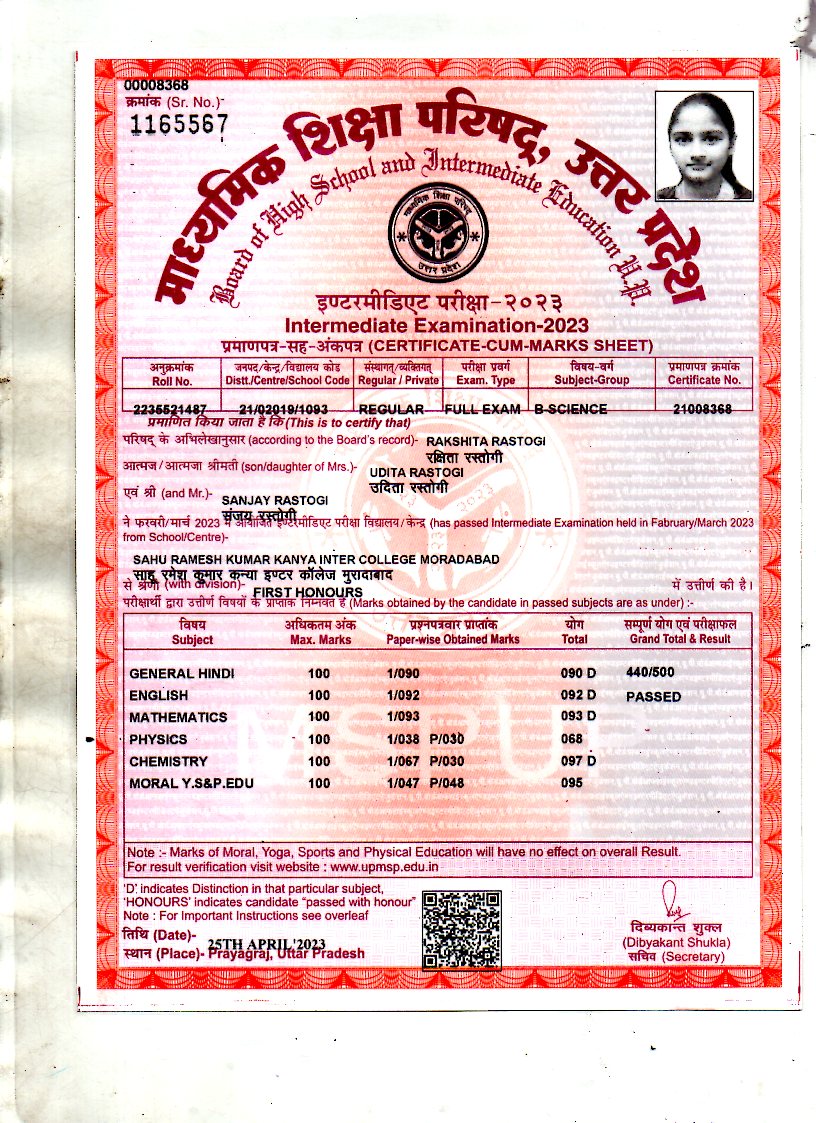 00008368
क्रमांक (Sr. No.)-
1165567
माध्यमिक शिक्षा परिषद्, उत्तर प्रदेश
Board of High School and Intermediate Education U.P.
माध्यमिक शिक्षा परिषद
उत्तर प्रदेश
इण्टरमीडिएट परीक्षा-२०२३
Intermediate Examination-2023
प्रमाणपत्र-सह-अंकपत्र (CERTIFICATE-CUM-MARKS SHEET)
अनुक्रमांक जनपद/केन्द्र/विद्यालय कोड संस्थागत/व्यक्तिगत परीक्षा प्रवर्ग विषय-वर्ग प्रमाणपत्र क्रमांक
Roll No. Distt./Centre/School Code Regular / Private Exam. Type Subject-Group Certificate No.
2235521487 21/02019/1093 REGULAR FULL EXAM B-SCIENCE 21008368
प्रमाणित किया जाता है कि (This is to certify that)
परिषद् के अभिलेखानुसार (according to the Board's record)- RAKSHITA RASTOGI
रक्षिता रस्तोगी
आत्मज/आत्मजा श्रीमती (son/daughter of Mrs.)- UDITA RASTOGI
उदिता रस्तोगी
एवं श्री (and Mr.)- SANJAY RASTOGI
संजय रस्तोगी
ने फरवरी/मार्च 2023 में आयोजित इण्टरमीडिएट परीक्षा विद्यालय/केन्द्र (has passed Intermediate Examination held in Fabruary/March 2023
from School/Centre)-
SAHU RAMESH KUMAR KANYA INTER COLLEGE MORADABAD
साहू रमेश कुमार कन्या इण्टर कॉलेज मुरादाबाद
से श्रेणी (with division)- FIRST HONOURS में उत्तीर्ण की है।
परीक्षार्थी द्वारा उत्तीर्ण विषयों के प्राप्तांक निम्नवत हैं (Marks obtained by the candidate in passed subjects are as under) :-
विषय अधिकतम अंक प्रश्नपत्रवार प्राप्तांक योग सम्पूर्ण योग एवं परीक्षाफल
Subject Max. Marks Paper-wise Obtained Marks Total Grand Total & Result
GENERAL HINDI 100 1/090 090 D 440/500
ENGLISH 100 1/092 092 D PASSED
MATHEMATICS 100 1/093 093 D
PHYSICS 100 1/038 P/030 068
CHEMISTRY 100 1/067 P/030 097 D
MORAL Y.S&P.EDU 100 1/047 P/048 095
MSPUP
Note :- Marks of Moral, Yoga, Sports and Physical Education will have no effect on overall Result.
For result verification visit website : www.upmsp.edu.in
'D' indicates Distinction in that particular subject,
'HONOURS' indicates candidate "passed with honour"
Note : For Important Instructions see overleaf
तिथि (Date)- 25TH APRIL'2023
स्थान (Place)- Prayagraj, Uttar Pradesh
दिब्यकान्त शुक्ल
(Dibyakant Shukla)
सचिव (Secretary)